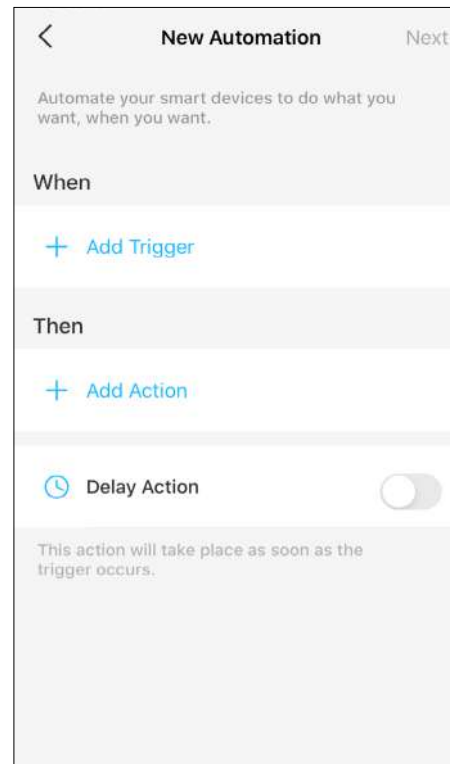 New Automation
Next
Automate your smart devices to do what you
want, when you want.
When
Add Trigger
Then
Add Action
Delay Action
This action will take place as soon as the
trigger occurs.